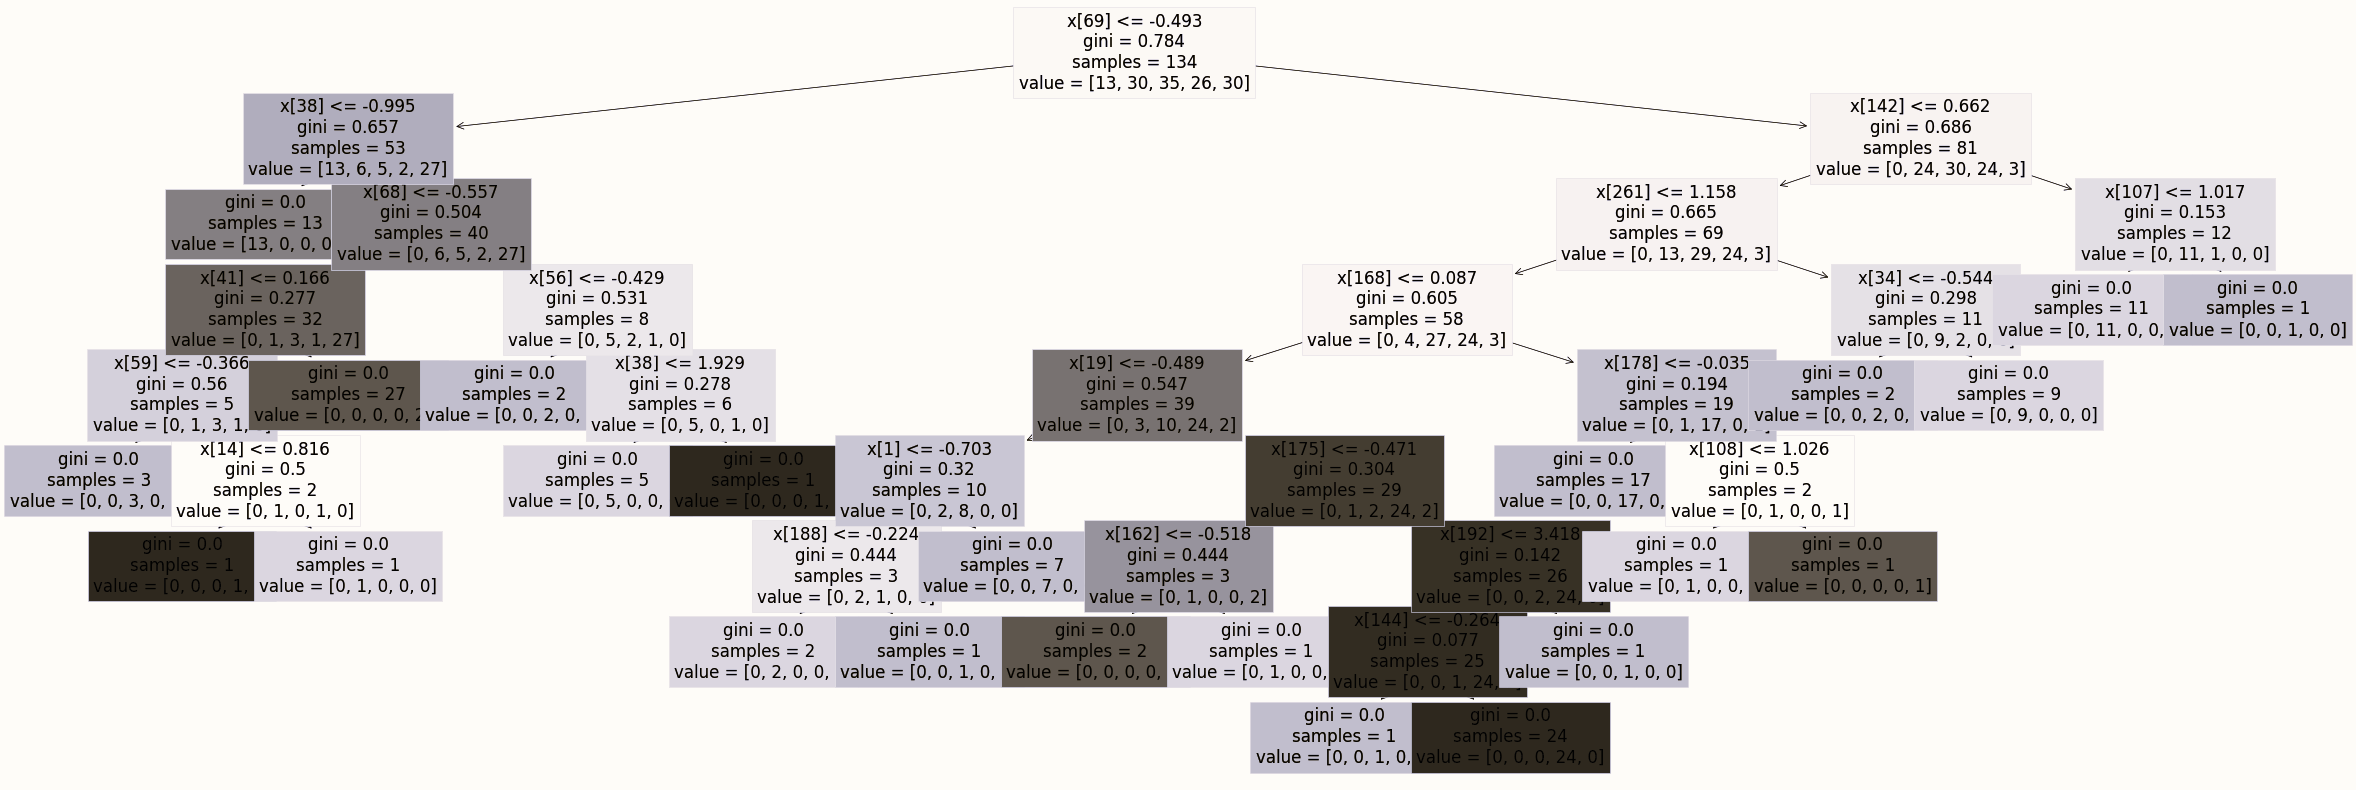 x[69] <= -0.493
gini = 0.784
samples = 134
value = [13, 30, 35, 26, 30]
x[38] <= -0.995
gini = 0.657
samples = 53
value = [13, 6, 5, 2, 27]
x[142] <= 0.662
gini = 0.686
samples = 81
value = [0, 24, 30, 24, 3]
gini = 0.0
samples = 13
value = [13, 0, 0, 0
x[68] <= -0.557
gini = 0.504
samples = 40
value = [0, 6, 5, 2, 27]
x[261] <= 1.158
gini = 0.665
samples = 69
value = [0, 13, 29, 24, 3]
x[107] <= 1.017
gini = 0.153
samples = 12
value = [0, 11, 1, 0, 0]
x[41] <= 0.166
gini = 0.277
samples = 32
value = [0, 1, 3, 1, 27]
x[56] <= -0.429
gini = 0.531
samples = 8
value = [0, 5, 2, 1, 0]
x[168] <= 0.087
gini = 0.605
samples = 58
value = [0, 4, 27, 24, 3]
x[34] <= -0.544
gini = 0.298
samples = 11
value = [0, 9, 2, 0,
gini = 0.0
samples = 11
value = [0, 11, 0, 0,
gini = 0.0
samples = 1
value = [0, 0, 1, 0, 0]
x[59] <= -0.366
gini = 0.56
samples = 5
value = [0, 1, 3, 1,
gini = 0.0
samples = 27
value = [0, 0, 0, 0, 2
gini = 0.0
samples = 2
value = [0, 0, 2, 0,
x[38] <= 1.929
gini = 0.278
samples = 6
value = [0, 5, 0, 1, 0]
x[19] <= -0.489
gini = 0.547
samples = 39
value = [0, 3, 10, 24, 2]
x[178] <= -0.035
gini = 0.194
samples = 19
value = [0, 1, 17, 0,
gini = 0.0
samples = 2
value = [0, 0, 2, 0,
gini = 0.0
samples = 9
value = [0, 9, 0, 0, 0]
gini = 0.0
samples = 3
value = [0, 0, 3, 0,
x[14] <= 0.816
gini = 0.5
samples = 2
value = [0, 1, 0, 1, 0]
gini = 0.0
samples = 5
value = [0, 5, 0, 0,
gini = 0.0
samples = 1
value = [0, 0, 0, 1,
x[1] <= -0.703
gini = 0.32
samples = 10
value = [0, 2, 8, 0, 0]
x[175] <= -0.471
gini = 0.304
samples = 29
value = [0, 1, 2, 24, 2]
gini = 0.0
samples = 17
value = [0, 0, 17, 0,
x[108] <= 1.026
gini = 0.5
samples = 2
value = [0, 1, 0, 0, 1]
gini = 0.0
samples = 1
value = [0, 0, 0, 1,
gini = 0.0
samples = 1
value = [0, 1, 0, 0, 0]
x[188] <= -0.224
gini = 0.444
samples = 3
value = [0, 2, 1, 0, 0]
gini = 0.0
samples = 7
value = [0, 0, 7, 0,
x[162] <= -0.518
gini = 0.444
samples = 3
value = [0, 1, 0, 0, 2]
x[192] <= 3.418
gini = 0.142
samples = 26
value = [0, 0, 2, 24, 0]
gini = 0.0
samples = 1
value = [0, 1, 0, 0,
gini = 0.0
samples = 1
value = [0, 0, 0, 0, 1]
gini = 0.0
samples = 2
value = [0, 2, 0, 0,
gini = 0.0
samples = 1
value = [0, 0, 1, 0,
gini = 0.0
samples = 2
value = [0, 0, 0, 0,
gini = 0.0
samples = 1
value = [0, 1, 0, 0,
x[144] <= -0.264
gini = 0.077
samples = 25
value = [0, 0, 1, 24,
gini = 0.0
samples = 1
value = [0, 0, 1, 0, 0]
gini = 0.0
samples = 1
value = [0, 0, 1, 0,
gini = 0.0
samples = 24
value = [0, 0, 0, 24, 0]